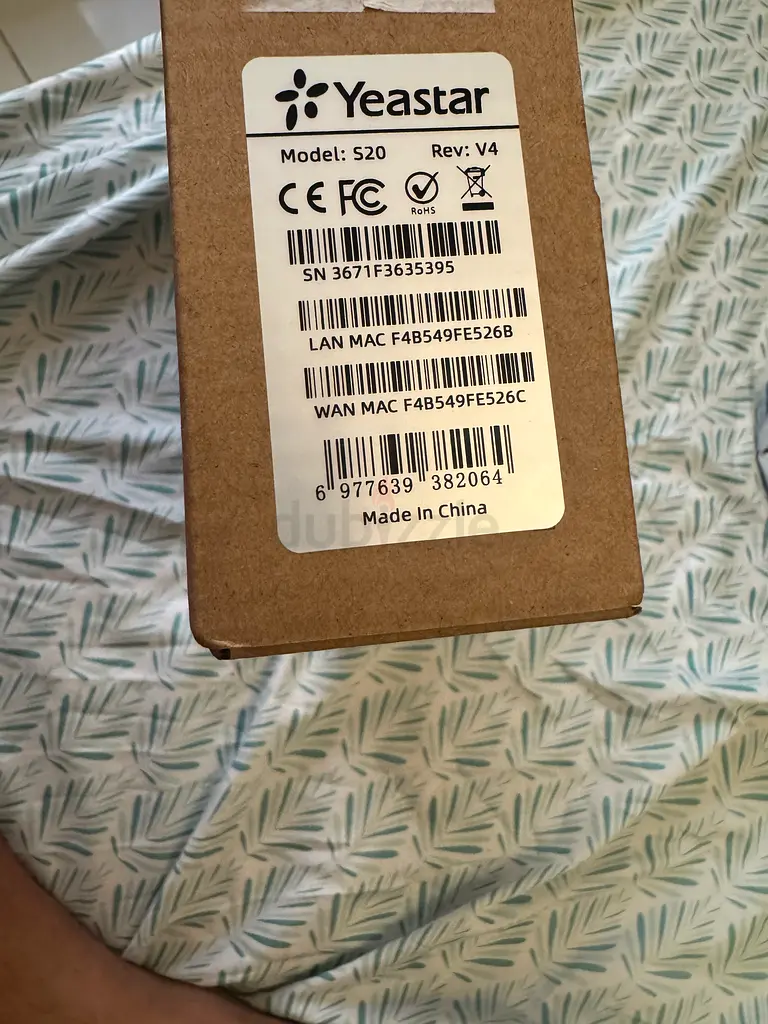 Yeastar
Model: S20 Rev: V4
CE FC
RoHS
SN 3671F3635395
LAN MAC F4B549FE526B
WAN MAC F4B549FE526C
6 977639 382064
Made In China
dubizzle